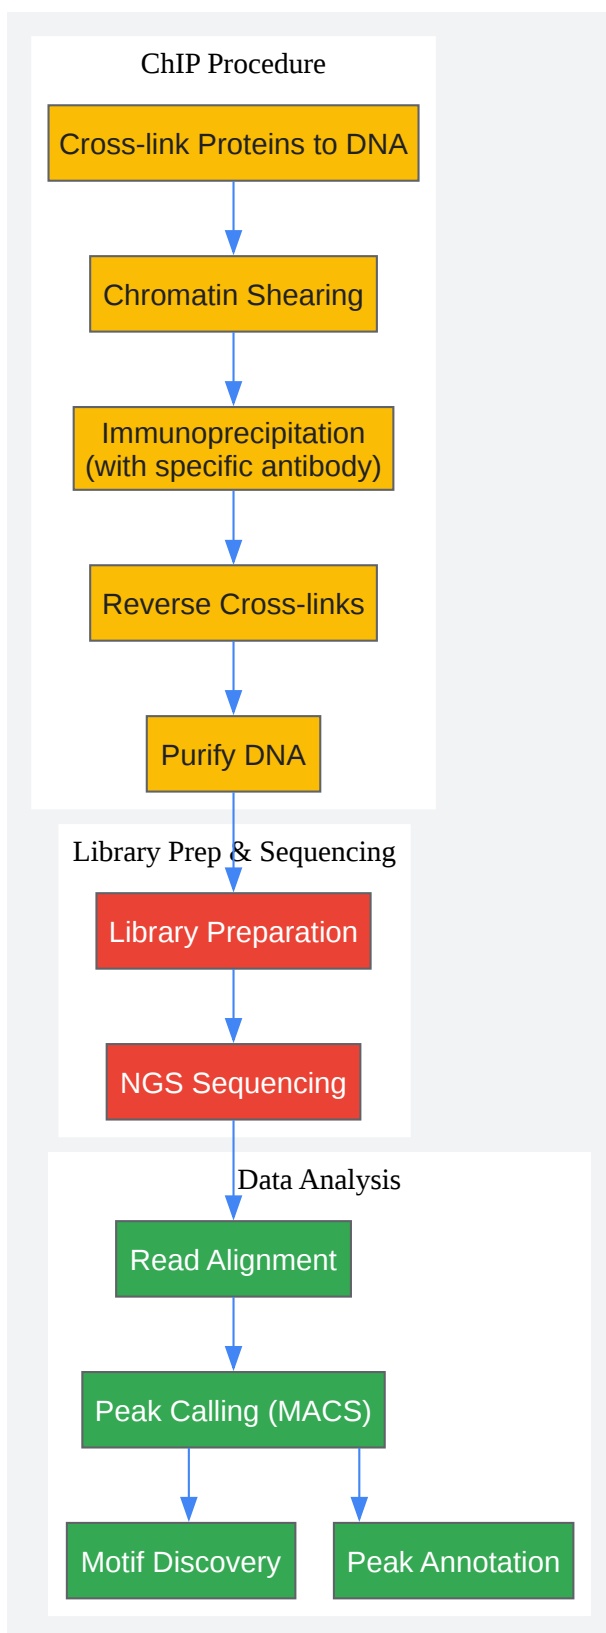 ChIP Procedure
Cross-link Proteins to DNA
Chromatin Shearing
Immunoprecipitation
(with specific antibody)
Reverse Cross-links
Purify DNA
Library Prep & Sequencing
Library Preparation
NGS Sequencing
Data Analysis
Read Alignment
Peak Calling (MACS)
Motif Discovery
Peak Annotation